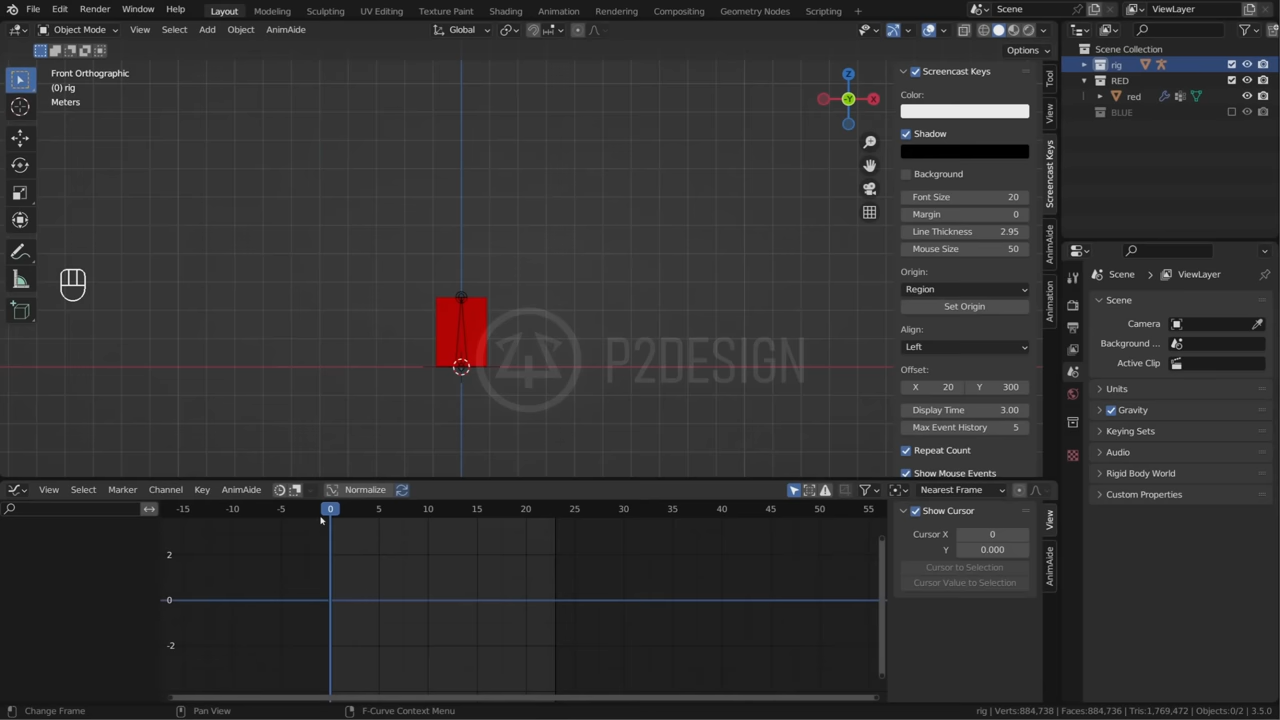 File Edit Render Window Help Layout Modeling Sculpting UV Editing Texture Paint Shading Animation Rendering Compositing Geometry Nodes Scripting + Scene ViewLayer
Object Mode View Select Add Object AnimAide Global
Options
Front Orthographic
(0) rig
Meters
Z
-Y
X
Screencast Keys
Color:
Shadow
Background
Font Size 20
Margin 0
Line Thickness 2.95
Mouse Size 50
Origin:
Region
Set Origin
Align:
Left
Offset:
X 20 Y 300
Display Time 3.00
Max Event History 5
Repeat Count
Show Mouse Events
Tool
View
Screencast Keys
AnimAide
Animation
P2DESIGN
Scene Collection
rig
RED
red
BLUE
Scene ViewLayer
Scene
Camera
Background ...
Active Clip
Units
Gravity
Keying Sets
Audio
Rigid Body World
Custom Properties
View Select Marker Channel Key AnimAide Normalize Nearest Frame
-15 -10 -5 0 5 10 15 20 25 30 35 40 45 50 55
2
0
-2
Show Cursor
Cursor X 0
Y 0.000
Cursor to Selection
Cursor Value to Selection
View
AnimAide
Change Frame Pan View F-Curve Context Menu rig | Verts:884,738 | Faces:884,736 | Tris:1,769,472 | Objects:0/2 | 3.5.0